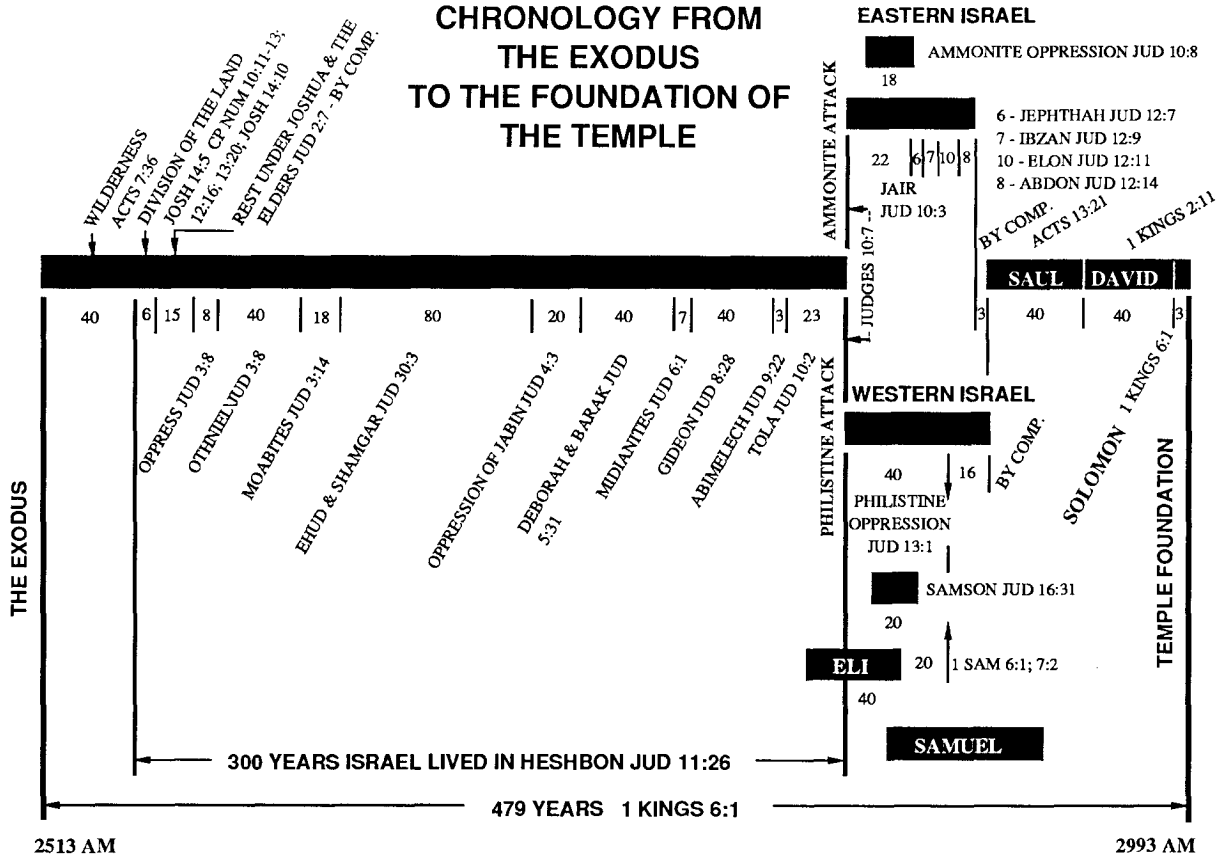 CHRONOLOGY FROM
THE EXODUS
TO THE FOUNDATION OF
THE TEMPLE
EASTERN ISRAEL
AMMONITE OPPRESSION JUD 10:8
18
6 - JEPHTHAH JUD 12:7
7 - IBZAN JUD 12:9
10 - ELON JUD 12:11
8 - ABDON JUD 12:14
22 6 7 10 8
JAIR
JUD 10:3
AMMONITE ATTACK
JUDGES 10:7
PHILISTINE ATTACK
WILDERNESS
ACTS 7:36
DIVISION OF THE LAND
JOSH 14:5 CP NUM 10:11-13;
12:16; 13:20; JOSH 14:10
REST UNDER JOSHUA & THE
ELDERS JUD 2:7 - BY COMP.
BY COMP.
ACTS 13:21
1 KINGS 2:11
SAUL DAVID
40 6 15 8 40 18 80 20 40 7 40 3 23 3 40 40 3
OPPRESS JUD 3:8
OTHNIEL JUD 3:8
MOABITES JUD 3:14
EHUD & SHAMGAR JUD 30:3
OPPRESSION OF JABIN JUD 4:3
DEBORAH & BARAK JUD
5:31
MIDIANITES JUD 6:1
GIDEON JUD 8:28
ABIMELECH JUD 9:22
TOLA JUD 10:2
WESTERN ISRAEL
40 16
BY COMP.
PHILISTINE
OPPRESSION
JUD 13:1
SOLOMON 1 KINGS 6:1
SAMSON JUD 16:31
20
ELI
20
1 SAM 6:1; 7:2
40
SAMUEL
THE EXODUS
TEMPLE FOUNDATION
300 YEARS ISRAEL LIVED IN HESHBON JUD 11:26
479 YEARS 1 KINGS 6:1
2513 AM
2993 AM